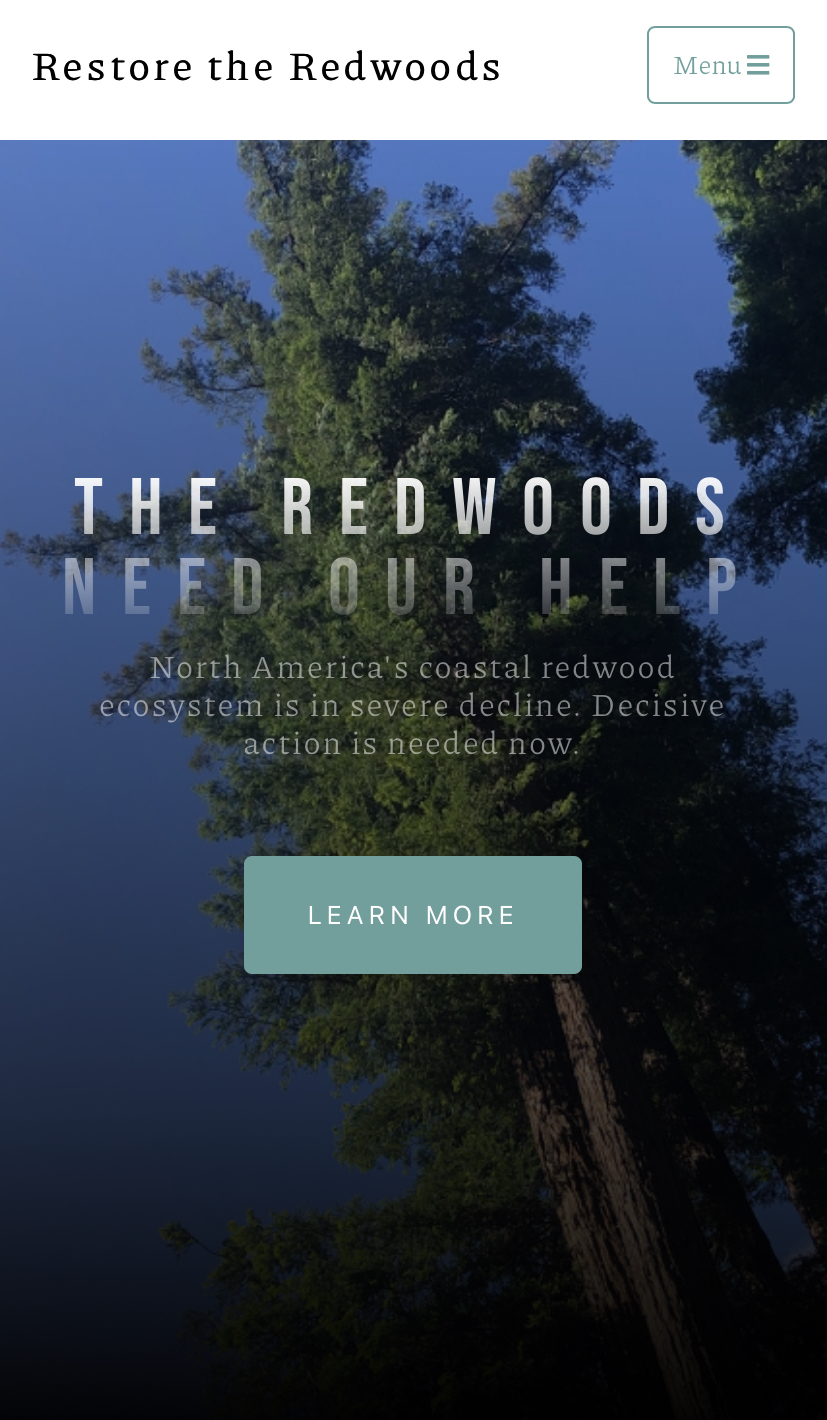 Restore the Redwoods
Menu
THE REDWOODS
NEED OUR HELP
North America's coastal redwood
ecosystem is in severe decline. Decisive
action is needed now.
LEARN MORE